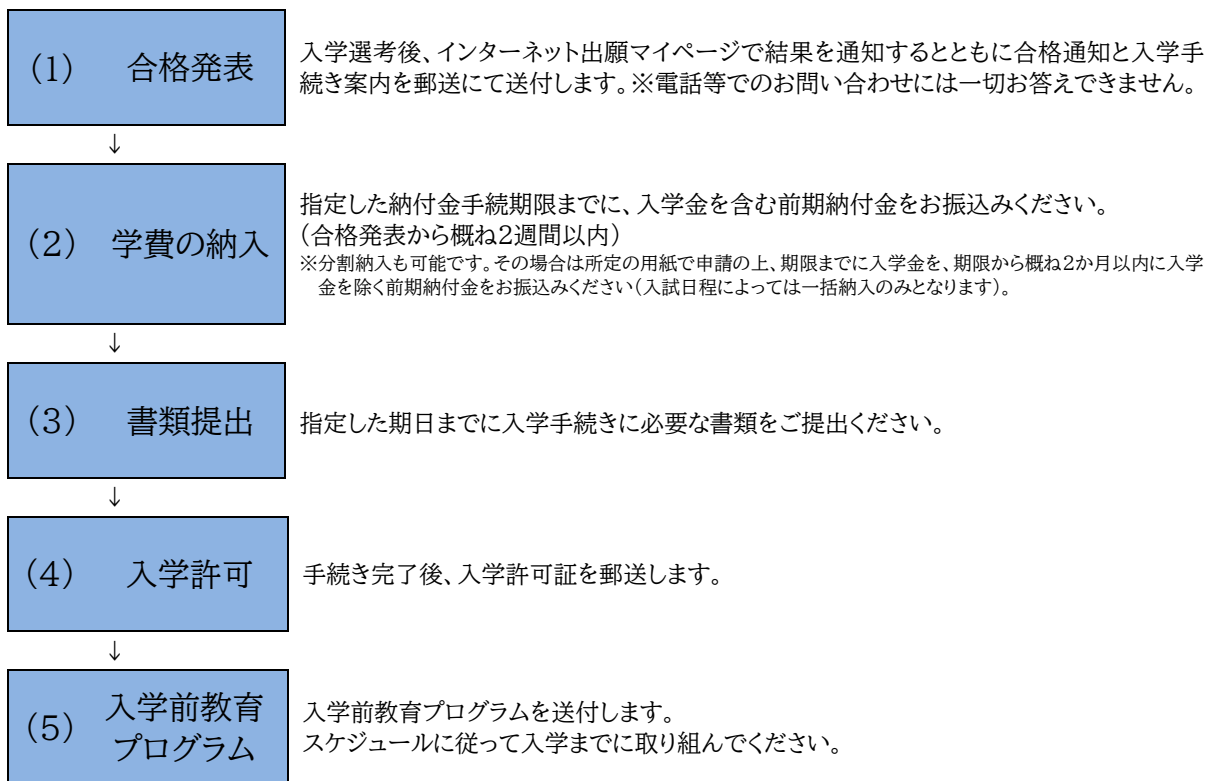 (1) 合格発表
入学選考後、インターネット出願マイページで結果を通知するとともに合格通知と入学手
続き案内を郵送にて送付します。※電話等でのお問い合わせには一切お答えできません。
↓
(2) 学費の納入
指定した納付金手続期限までに、入学金を含む前期納付金をお振込みください。
(合格発表から概ね2週間以内)
※分割納入も可能です。その場合は所定の用紙で申請の上、期限までに入学金を、期限から概ね2か月以内に入学
金を除く前期納付金をお振込みください(入試日程によっては一括納入のみとなります)。
↓
(3) 書類提出
指定した期日までに入学手続きに必要な書類をご提出ください。
↓
(4) 入学許可
手続き完了後、入学許可証を郵送します。
↓
(5) 入学前教育
プログラム
入学前教育プログラムを送付します。
スケジュールに従って入学までに取り組んでください。